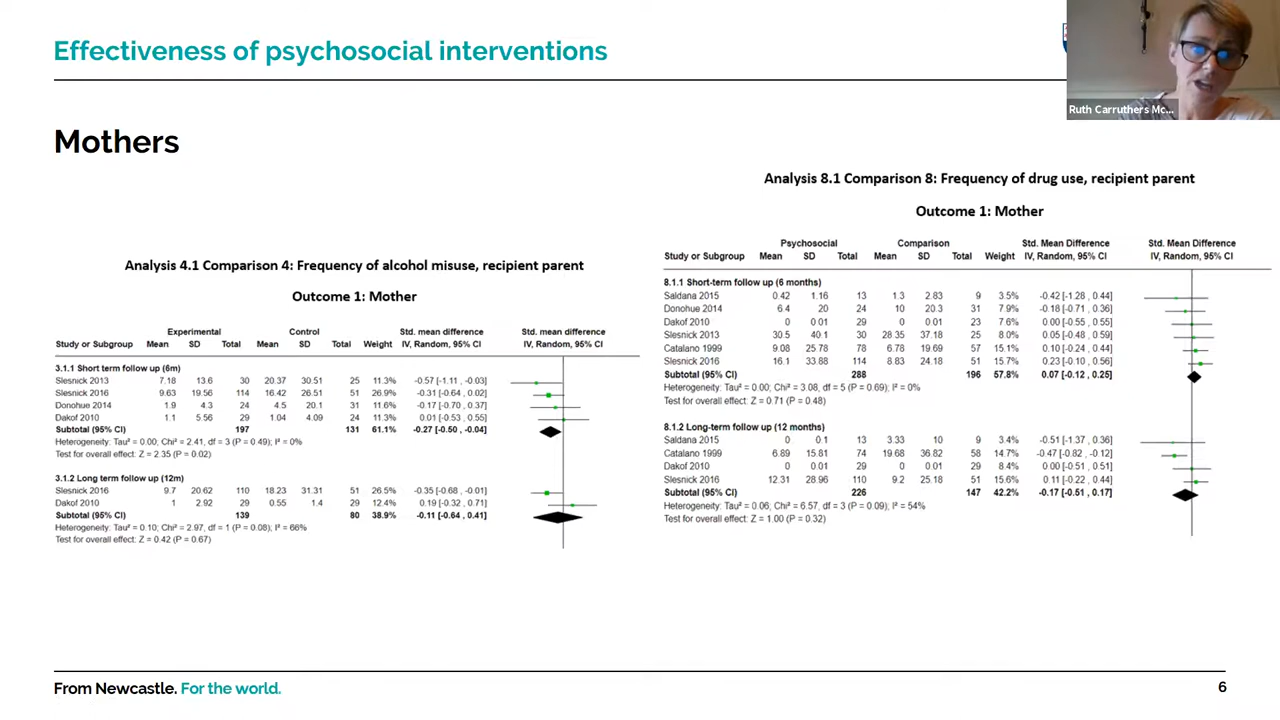 Effectiveness of psychosocial interventions
Ruth Carruthers Mc...
Mothers
Analysis 4.1 Comparison 4: Frequency of alcohol misuse, recipient parent
Outcome 1: Mother
Experimental Control Std. mean difference Std. mean difference
Study or Subgroup Mean SD Total Mean SD Total Weight IV, Random, 95% CI IV, Random, 95% CI
3.1.1 Short term follow up (6m)
Slesnick 2013 7.18 13.6 30 20.37 30.51 25 11.3% -0.57 [-1.11 , -0.03]
Slesnick 2016 9.63 19.56 114 16.42 26.51 51 26.9% -0.31 [-0.64 , 0.02]
Donohue 2014 1.9 4.3 24 4.5 20.1 31 11.3% -0.17 [-0.70 , 0.37]
Dakof 2010 1.1 5.56 29 1.04 4.09 24 11.6% 0.01 [-0.53 , 0.55]
Subtotal (95% CI) 197 131 61.1% -0.27 [-0.50 , -0.04]
Heterogeneity: Tau² = 0.00; Chi² = 2.41, df = 3 (P = 0.49); I² = 0%
Test for overall effect: Z = 2.35 (P = 0.02)
3.1.2 Long term follow up (12m)
Slesnick 2016 9.7 20.62 110 18.23 31.31 51 26.5% -0.35 [-0.68 , -0.01]
Dakof 2010 1 2.92 29 0.55 1.4 29 12.4% 0.19 [-0.32 , 0.71]
Subtotal (95% CI) 139 80 38.9% -0.11 [-0.64 , 0.41]
Heterogeneity: Tau² = 0.10; Chi² = 2.97, df = 1 (P = 0.08); I² = 66%
Test for overall effect: Z = 0.42 (P = 0.67)
Analysis 8.1 Comparison 8: Frequency of drug use, recipient parent
Outcome 1: Mother
Psychosocial Comparison Std. Mean Difference Std. Mean Difference
Study or Subgroup Mean SD Total Mean SD Total Weight IV, Random, 95% CI IV, Random, 95% CI
8.1.1 Short-term follow up (6 months)
Saldana 2015 0.42 1.16 13 1.3 2.83 9 3.5% -0.42 [-1.28 , 0.44]
Donohue 2014 6.4 20 24 10 20.3 31 7.9% -0.18 [-0.71 , 0.36]
Dakof 2010 0 0.01 29 0 0.01 23 7.6% 0.00 [-0.55 , 0.55]
Slesnick 2013 30.5 40.1 30 28.35 37.18 25 8.0% 0.05 [-0.48 , 0.59]
Catalano 1999 9.08 25.78 78 6.78 19.69 57 15.1% 0.10 [-0.24 , 0.44]
Slesnick 2016 16.1 33.88 114 8.83 24.18 51 15.7% 0.23 [-0.10 , 0.56]
Subtotal (95% CI) 288 196 57.8% 0.07 [-0.12 , 0.25]
Heterogeneity: Tau² = 0.00; Chi² = 3.08, df = 5 (P = 0.69); I² = 0%
Test for overall effect: Z = 0.71 (P = 0.48)
8.1.2 Long-term follow up (12 months)
Saldana 2015 0 0.1 13 3.33 10 9 3.4% -0.51 [-1.37 , 0.36]
Catalano 1999 6.89 15.81 74 19.68 36.82 58 14.7% -0.47 [-0.82 , -0.12]
Dakof 2010 0 0.01 29 0 0.01 29 8.4% 0.00 [-0.51 , 0.51]
Slesnick 2016 12.31 28.96 110 9.2 25.18 51 15.6% 0.11 [-0.22 , 0.44]
Subtotal (95% CI) 226 147 42.2% -0.17 [-0.51 , 0.17]
Heterogeneity: Tau² = 0.06; Chi² = 6.57, df = 3 (P = 0.09); I² = 54%
Test for overall effect: Z = 1.00 (P = 0.32)
From Newcastle. For the world.
6